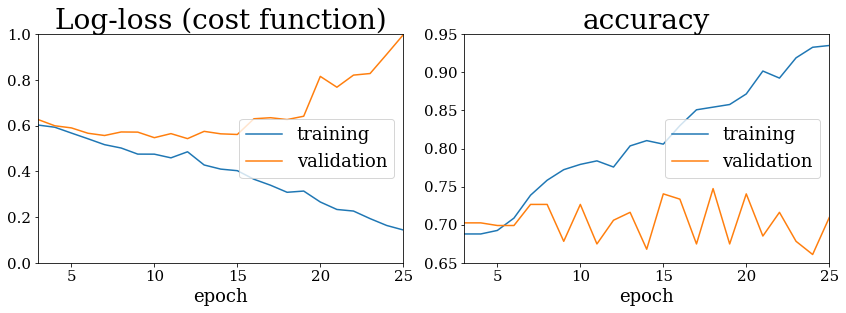 Log-loss (cost function)
1.0
0.8
0.6
0.4
0.2
0.0
training
validation
5
10
15
20
25
epoch
accuracy
0.95
0.90
0.85
0.80
0.75
0.70
0.65
training
validation
5
10
15
20
25
epoch